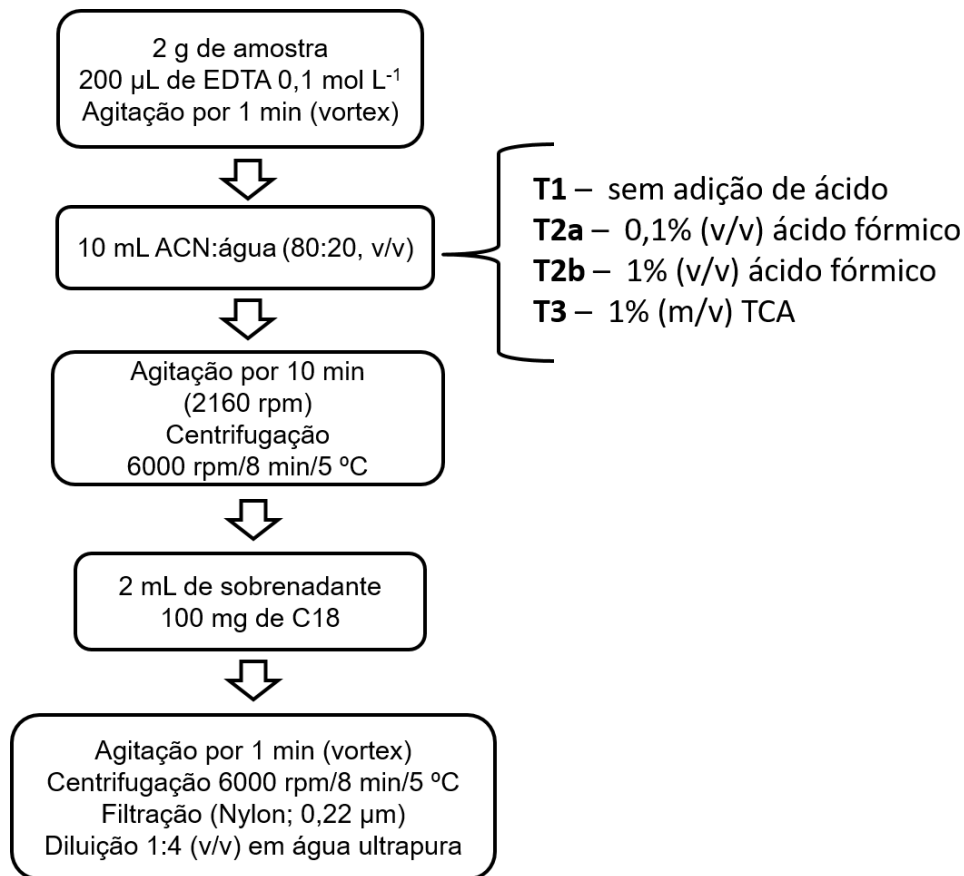 2 g de amostra
200 µL de EDTA 0,1 mol L⁻¹
Agitação por 1 min (vortex)
10 mL ACN:água (80:20, v/v)
T1 – sem adição de ácido
T2a – 0,1% (v/v) ácido fórmico
T2b – 1% (v/v) ácido fórmico
T3 – 1% (m/v) TCA
Agitação por 10 min
(2160 rpm)
Centrifugação
6000 rpm/8 min/5 ºC
2 mL de sobrenadante
100 mg de C18
Agitação por 1 min (vortex)
Centrifugação 6000 rpm/8 min/5 ºC
Filtração (Nylon; 0,22 µm)
Diluição 1:4 (v/v) em água ultrapura